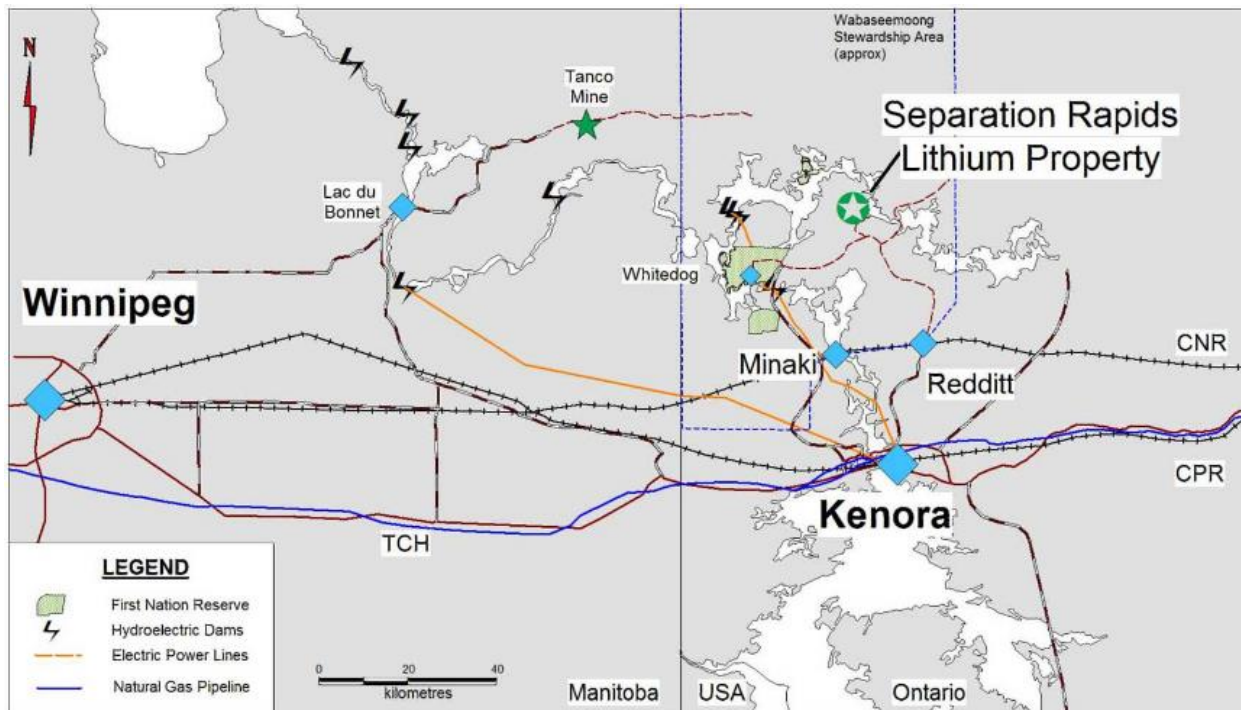 Wabaseemoong
Stewardship Area
(approx)
N
Tanco
Mine
Separation Rapids
Lithium Property
Lac du
Bonnet
Whitedog
Winnipeg
Minaki
CNR
Redditt
CPR
Kenora
TCH
LEGEND
First Nation Reserve
Hydroelectric Dams
Electric Power Lines
Natural Gas Pipeline
0 20 40
kilometres
Manitoba
USA
Ontario